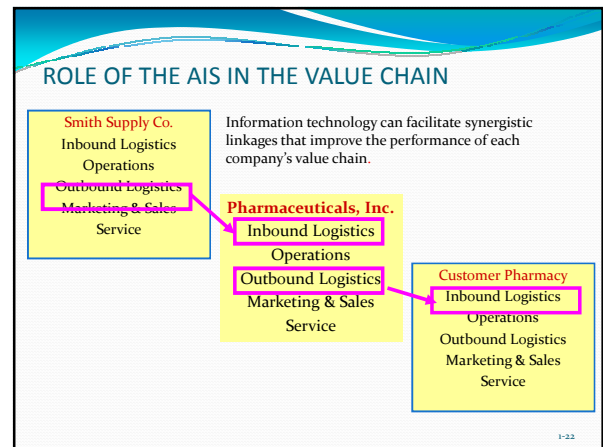 ROLE OF THE AIS IN THE VALUE CHAIN
Smith Supply Co.
Inbound Logistics
Operations
Outbound Logistics
Marketing & Sales
Service
Information technology can facilitate synergistic
linkages that improve the performance of each
company's value chain.
Pharmaceuticals, Inc.
Inbound Logistics
Operations
Outbound Logistics
Marketing & Sales
Service
Customer Pharmacy
Inbound Logistics
Operations
Outbound Logistics
Marketing & Sales
Service
1-22